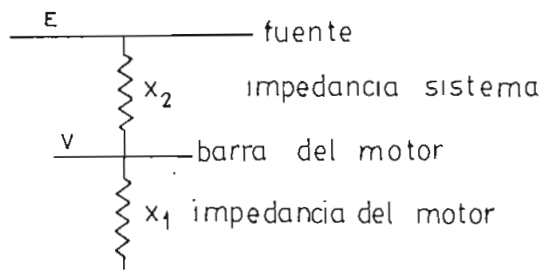 E fuente
X2 impedancia sistema
V barra del motor
X1 impedancia del motor